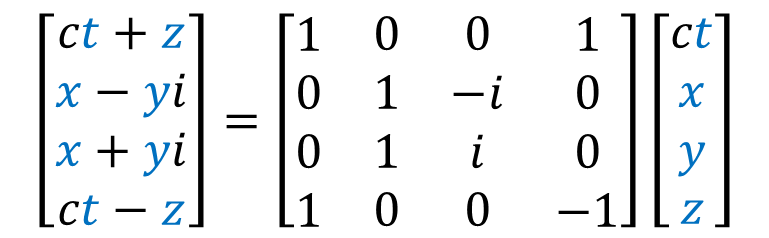 ct + z = 1 0 0 1 ct
x − yi 0 1 −i 0 x
x + yi 0 1 i 0 y
ct − z 1 0 0 −1 z